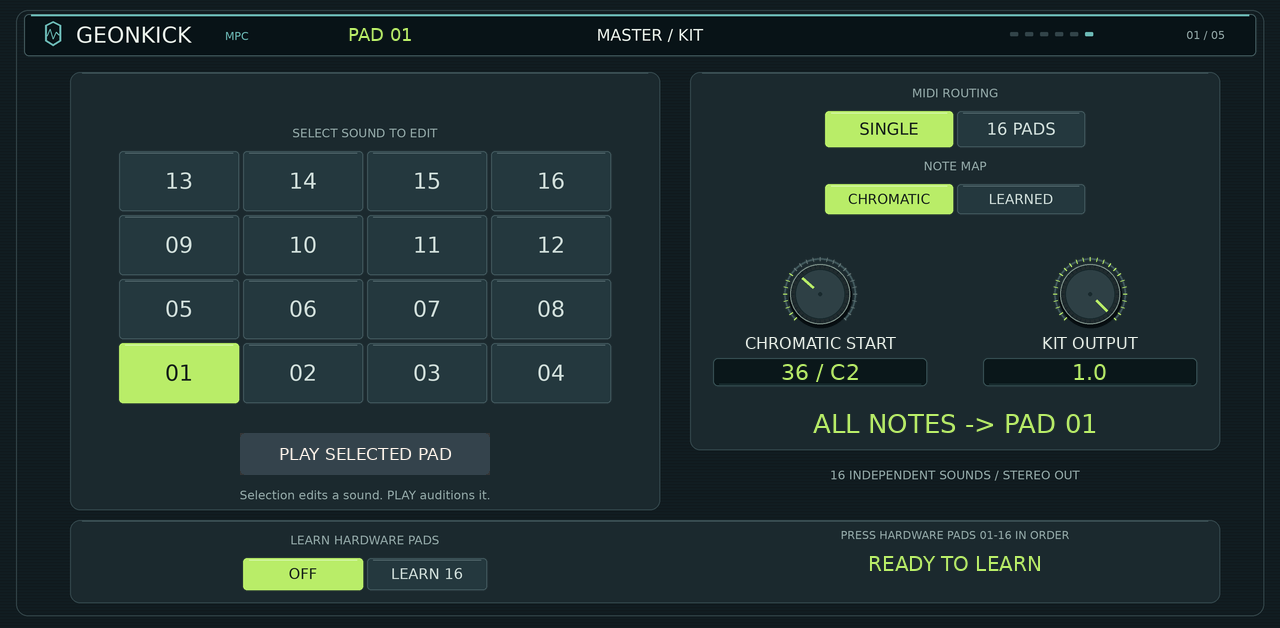 GEONKICK MPC PAD 01 MASTER / KIT 01 / 05
SELECT SOUND TO EDIT
13 14 15 16
09 10 11 12
05 06 07 08
01 02 03 04
PLAY SELECTED PAD
Selection edits a sound. PLAY auditions it.
MIDI ROUTING
SINGLE 16 PADS
NOTE MAP
CHROMATIC LEARNED
CHROMATIC START KIT OUTPUT
36 / C2 1.0
ALL NOTES -> PAD 01
16 INDEPENDENT SOUNDS / STEREO OUT
LEARN HARDWARE PADS
OFF LEARN 16
PRESS HARDWARE PADS 01-16 IN ORDER
READY TO LEARN